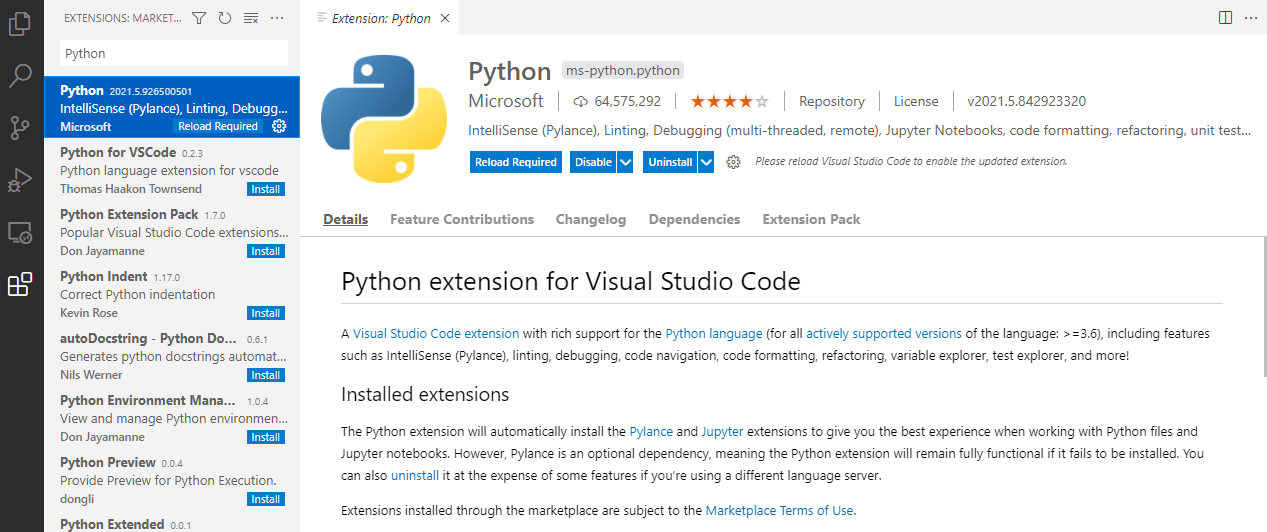 EXTENSIONS: MARKET...
Python
Python 2021.5.926500501
IntelliSense (Pylance), Linting, Debugg...
Microsoft Reload Required
Python for VSCode 0.2.3
Python language extension for vscode
Thomas Haakon Townsend Install
Python Extension Pack 1.7.0
Popular Visual Studio Code extensions...
Don Jayamanne Install
Python Indent 1.17.0
Correct Python indentation
Kevin Rose Install
autoDocstring - Python Do... 0.6.1
Generates python docstrings automat...
Nils Werner Install
Python Environment Mana... 1.0.4
View and manage Python environmen...
Don Jayamanne Install
Python Preview 0.0.4
Provide Preview for Python Execution.
dongli Install
Python Extended 0.0.1
Extension: Python
Python ms-python.python
Microsoft 64,575,292 Repository License v2021.5.842923320
IntelliSense (Pylance), Linting, Debugging (multi-threaded, remote), Jupyter Notebooks, code formatting, refactoring, unit test...
Reload Required Disable Uninstall Please reload Visual Studio Code to enable the updated extension.
Details Feature Contributions Changelog Dependencies Extension Pack
Python extension for Visual Studio Code
A Visual Studio Code extension with rich support for the Python language (for all actively supported versions of the language: >=3.6), including features
such as IntelliSense (Pylance), linting, debugging, code navigation, code formatting, refactoring, variable explorer, test explorer, and more!
Installed extensions
The Python extension will automatically install the Pylance and Jupyter extensions to give you the best experience when working with Python files and
Jupyter notebooks. However, Pylance is an optional dependency, meaning the Python extension will remain fully functional if it fails to be installed. You
can also uninstall it at the expense of some features if you're using a different language server.
Extensions installed through the marketplace are subject to the Marketplace Terms of Use.